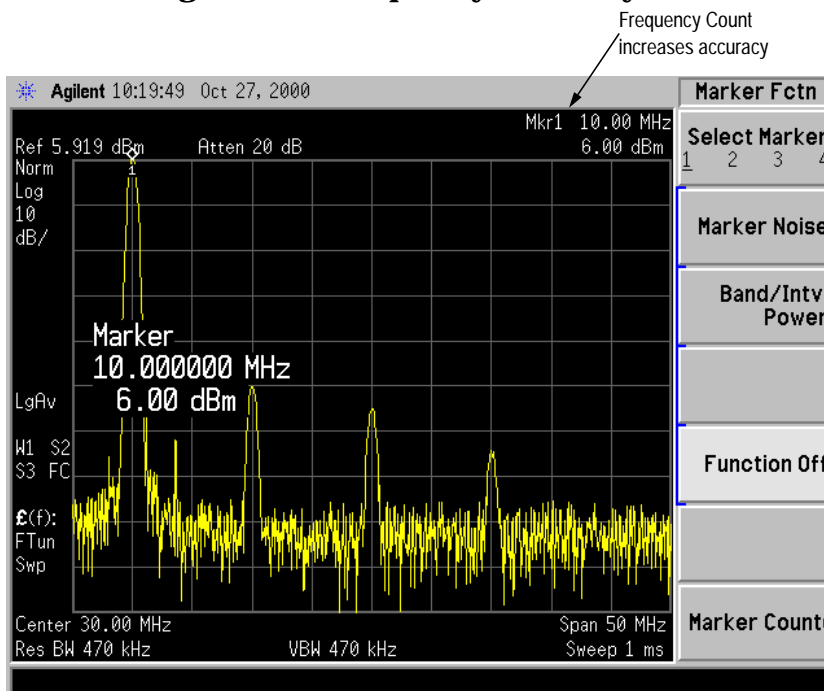 Frequency Count
increases accuracy
Agilent 10:19:49 Oct 27, 2000
Marker Fctn
Mkr1 10.00 MHz
Ref 5.919 dBm Atten 20 dB 6.00 dBm
Norm
Log
10
dB/
1
Marker
10.000000 MHz
6.00 dBm
LgAv
W1 S2
S3 FC
£(f):
FTun
Swp
Center 30.00 MHz Span 50 MHz
Res BW 470 kHz VBW 470 kHz Sweep 1 ms
Select Marker
1 2 3 4
Marker Noise
Band/Intv
Power
Function Off
Marker Count